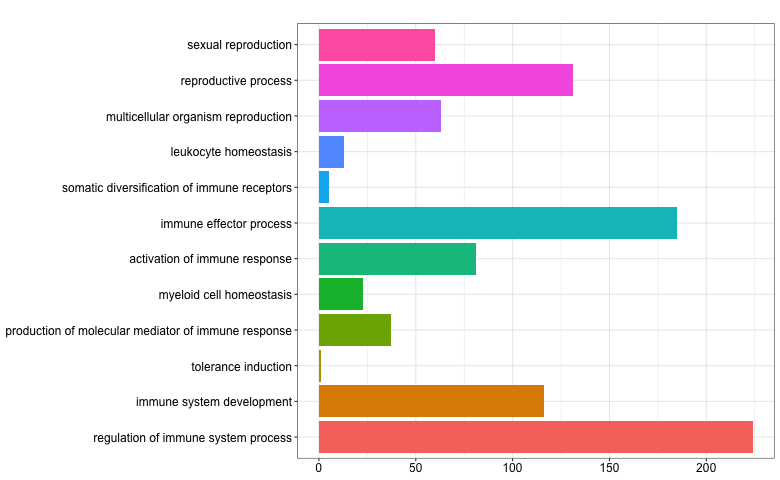 sexual reproduction
reproductive process
multicellular organism reproduction
leukocyte homeostasis
somatic diversification of immune receptors
immune effector process
activation of immune response
myeloid cell homeostasis
production of molecular mediator of immune response
tolerance induction
immune system development
regulation of immune system process
0 50 100 150 200